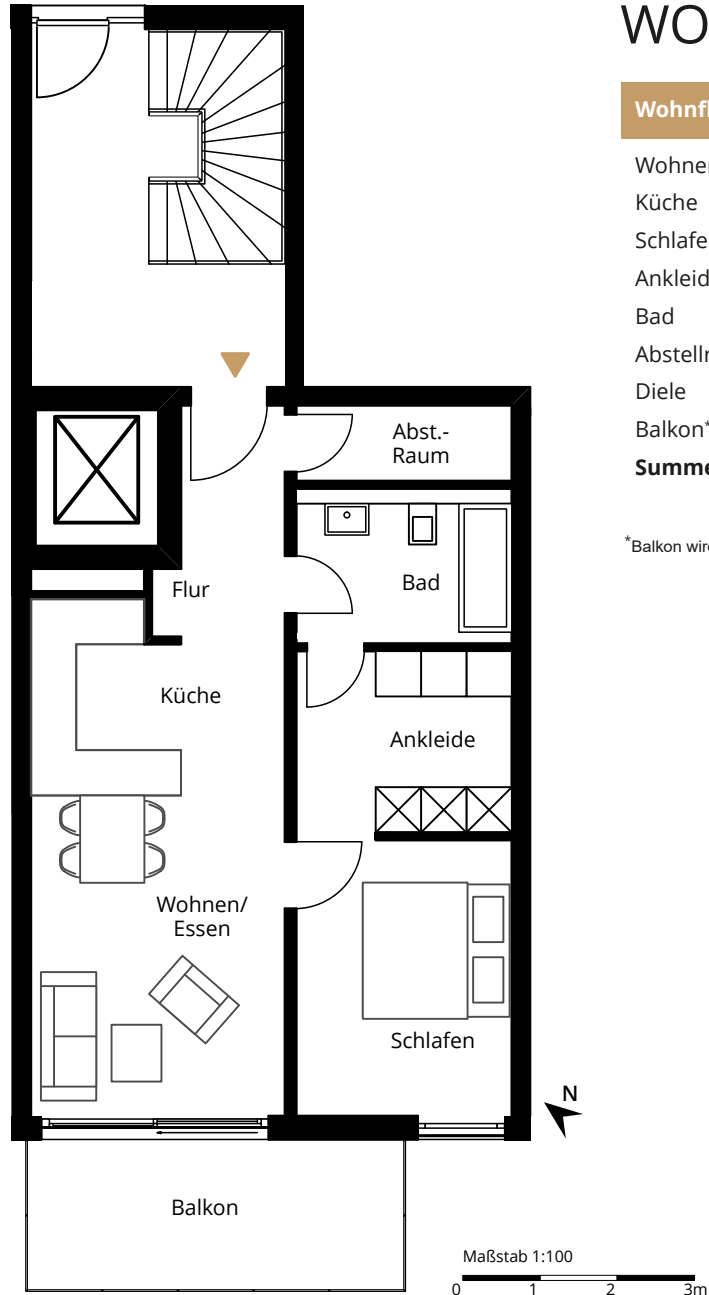 WO
Wohnfl
Wohnen
Küche
Schlafe
Ankleid
Bad
Abstellr
Diele
Balkon*
Summe
*Balkon wir
Abst.-
Raum
Flur
Bad
Küche
Ankleide
Wohnen/
Essen
Schlafen
N
Balkon
Maßstab 1:100
0 1 2 3m